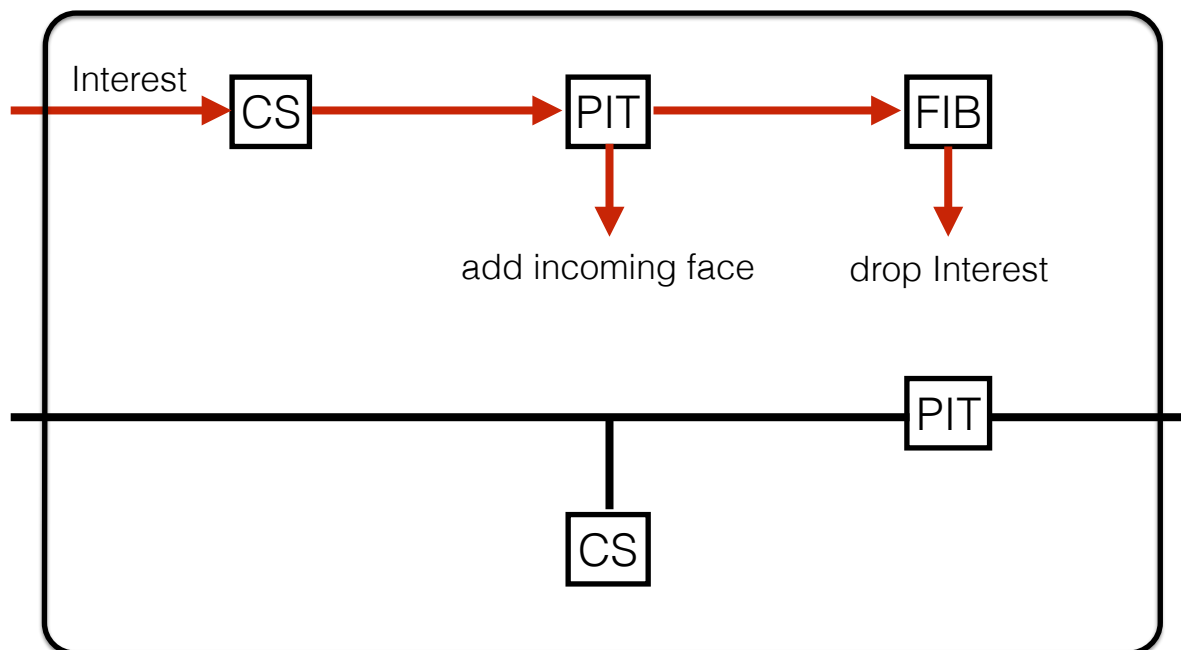 Interest
CS
PIT
FIB
add incoming face
drop Interest
PIT
CS